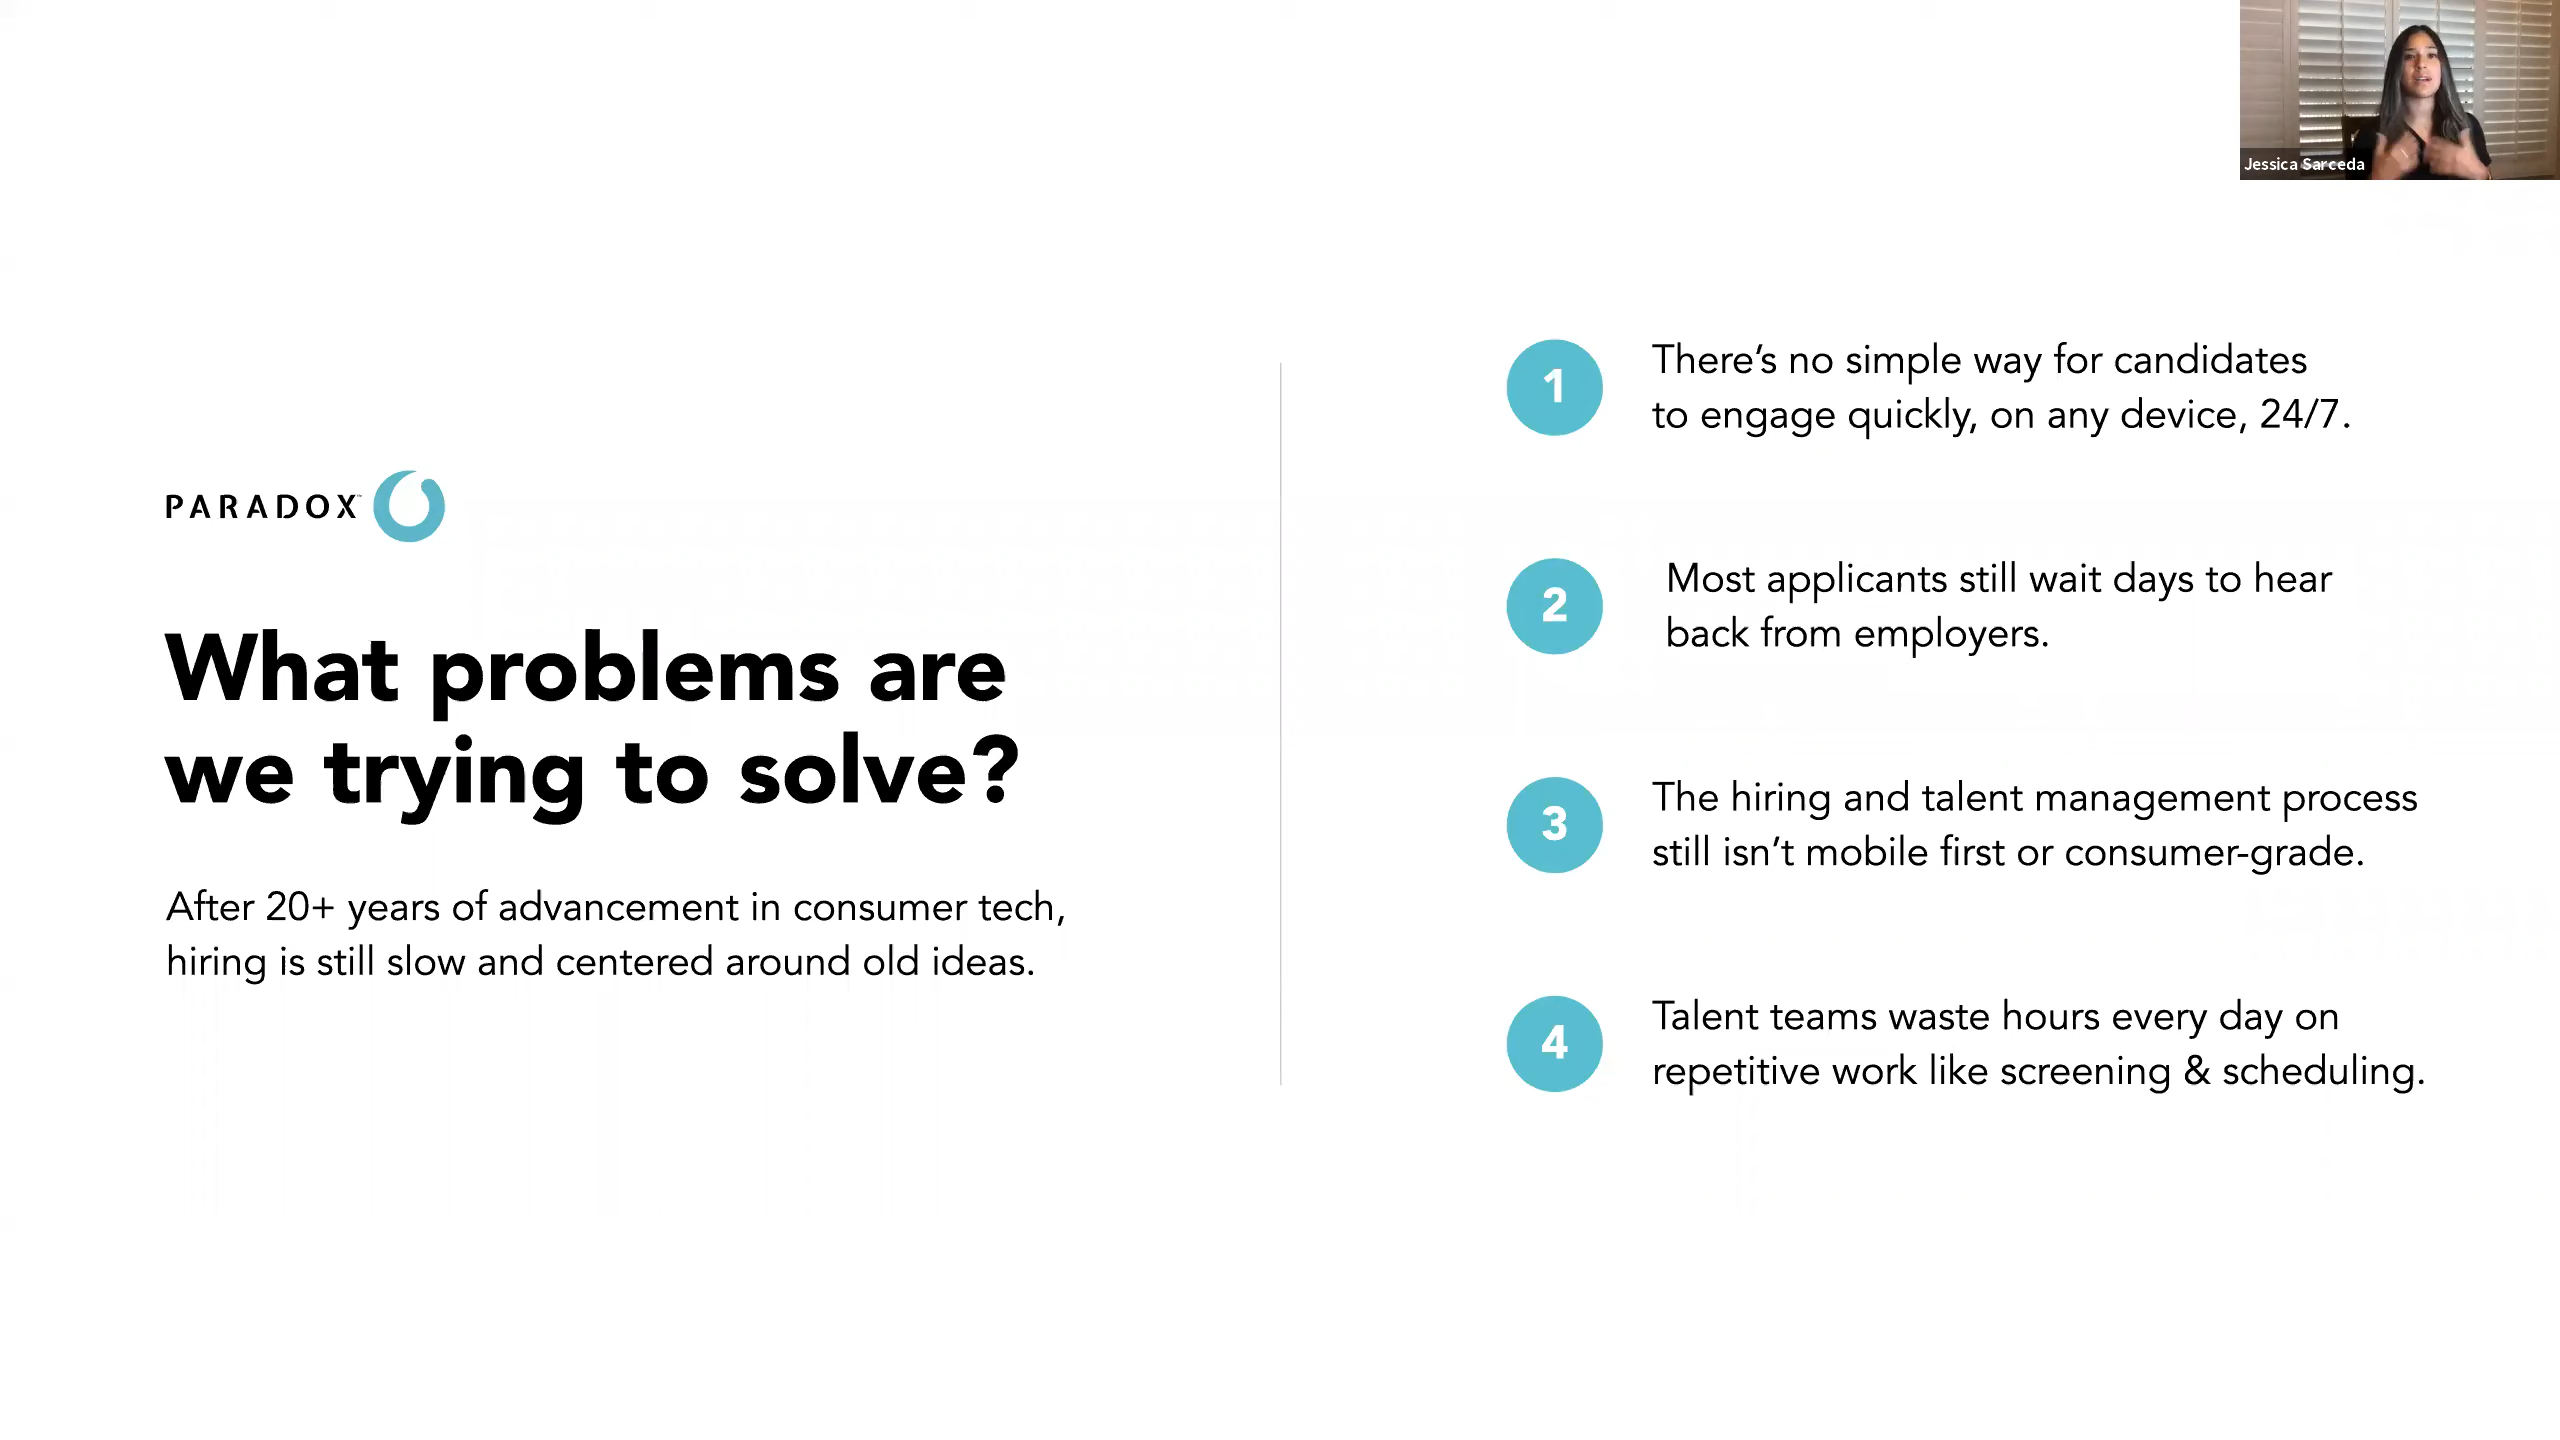 Jessica Sarceda
PARADOX™
What problems are
we trying to solve?
After 20+ years of advancement in consumer tech,
hiring is still slow and centered around old ideas.
1
There’s no simple way for candidates
to engage quickly, on any device, 24/7.
2
Most applicants still wait days to hear
back from employers.
3
The hiring and talent management process
still isn’t mobile first or consumer-grade.
4
Talent teams waste hours every day on
repetitive work like screening & scheduling.